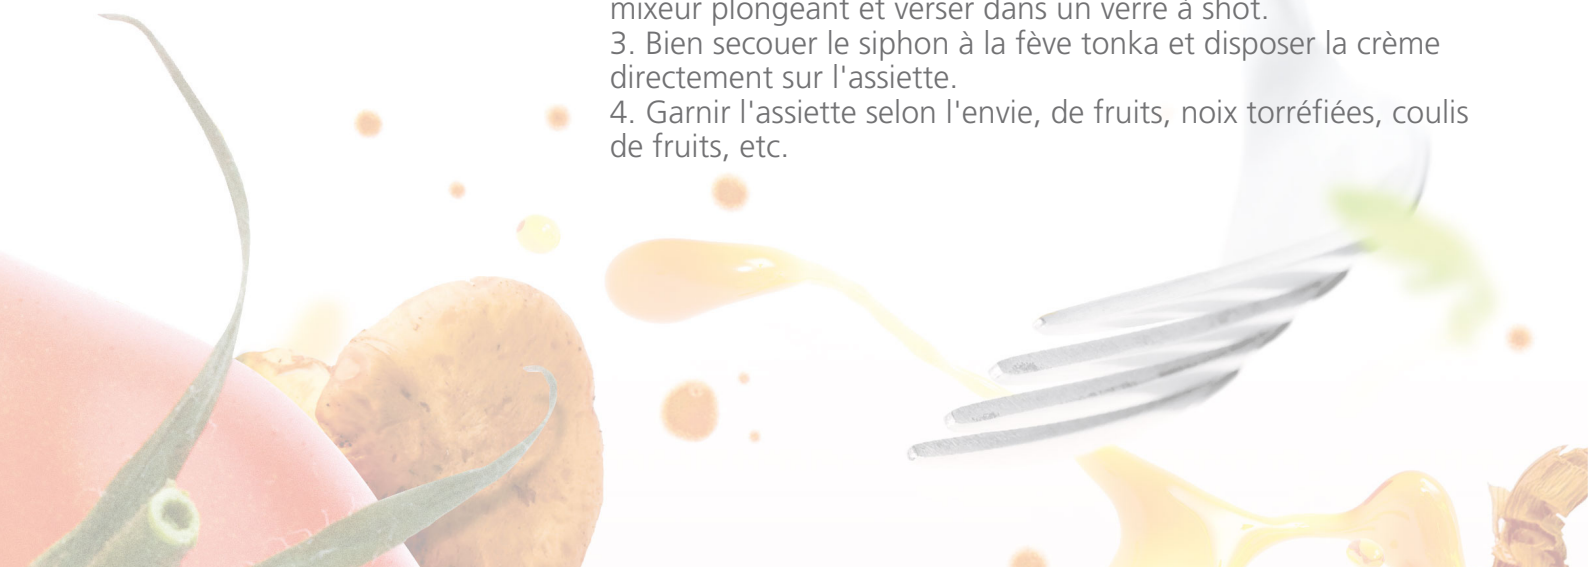 mixeur plongeant et verser dans un verre à shot.
3. Bien secouer le siphon à la fève tonka et disposer la crème
directement sur l'assiette.
4. Garnir l'assiette selon l'envie, de fruits, noix torréfiées, coulis
de fruits, etc.